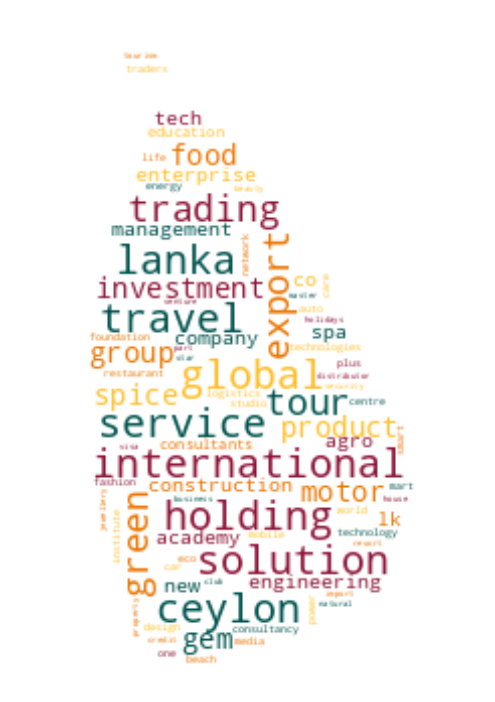 tourism
traders
tech
education
life food
enterprise
energy beauty
trading
management
network
export
lanka
investment co care
master
venture
travel auto
holidays
spa
foundation company technologies
group part
star plus
restaurant global distributor
security
spice logistics
studio tour centre
service product
smart
visa consultants agro
international
fashion construction motor mart
jewellery green business house
holding world lk
institute academy mobile technology
resort
eco solution
car
new club engineering
import
property ceylon power natural
design consultancy
credit gem media
one beach